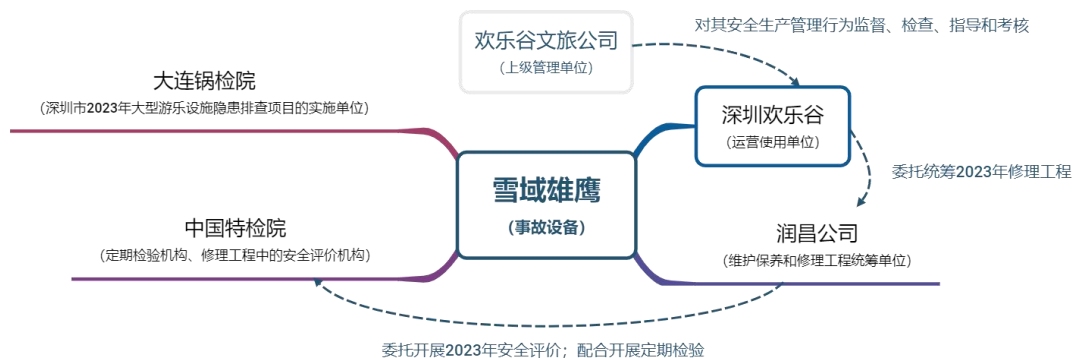 欢乐谷文旅公司
（上级管理单位）
对其安全生产管理行为监督、检查、指导和考核
大连锅检院
（深圳市2023年大型游乐设施隐患排查项目的实施单位）
深圳欢乐谷
（运营使用单位）
委托统筹2023年修理工程
雪域雄鹰
（事故设备）
中国特检院
（定期检验机构、修理工程中的安全评价机构）
润昌公司
（维护保养和修理工程统筹单位）
委托开展2023年安全评价；配合开展定期检验